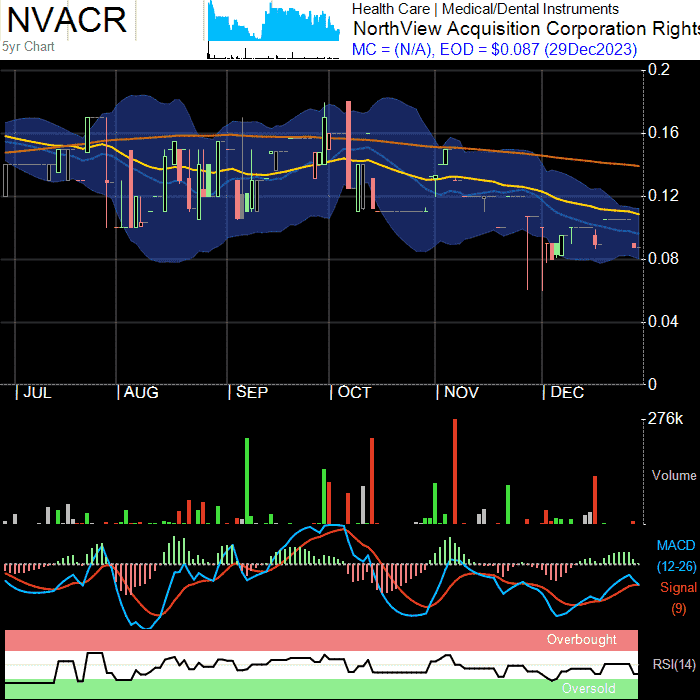 NVACR
5yr Chart
Health Care | Medical/Dental Instruments
NorthView Acquisition Corporation Rights
MC = (N/A), EOD = $0.087 (29Dec2023)
0.2
0.16
0.12
0.08
0.04
0
JUL AUG SEP OCT NOV DEC
276k
Volume
MACD
(12-26)
Signal
(9)
Overbought
RSI(14)
Oversold